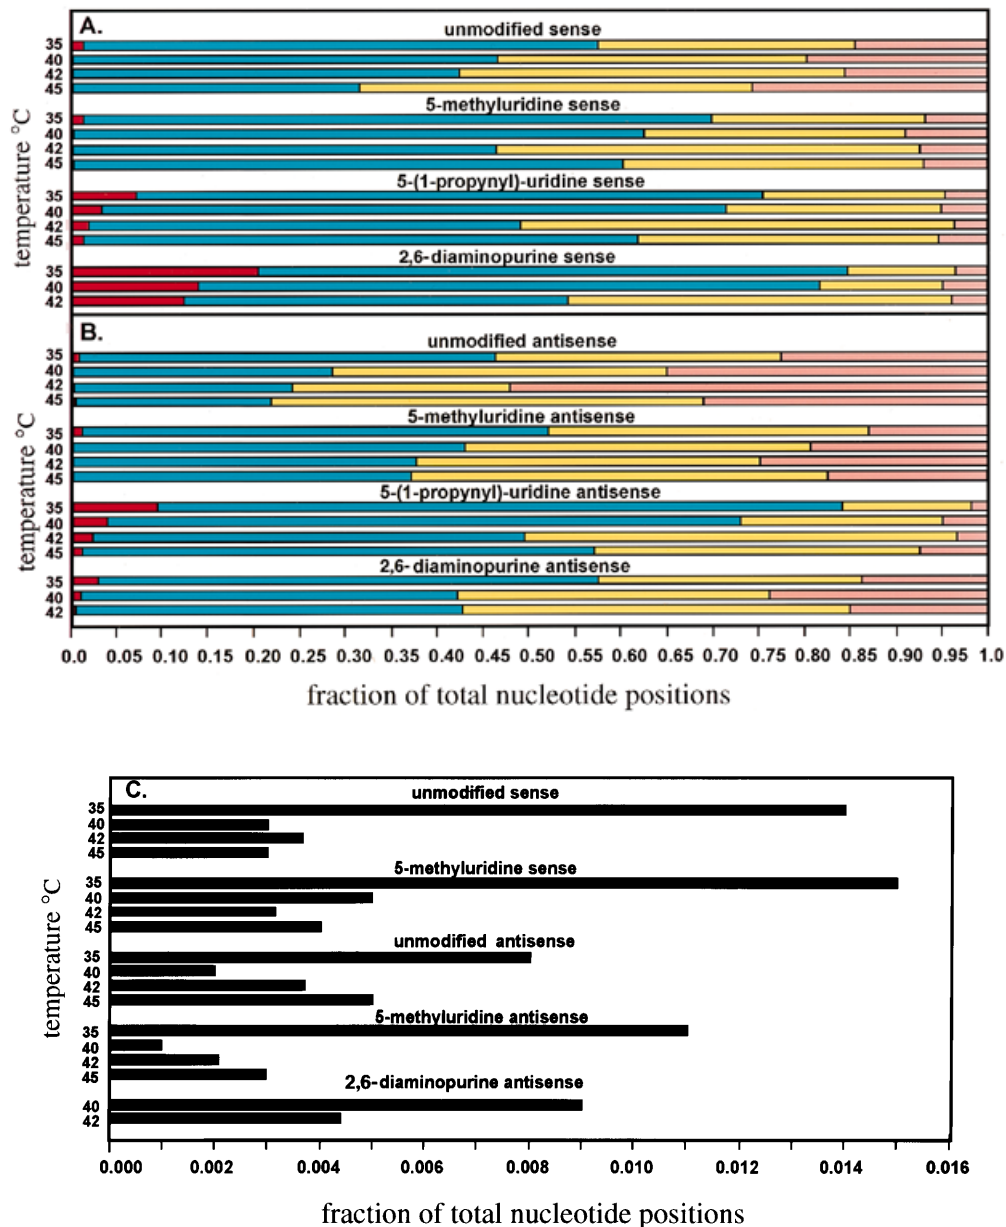 A.
unmodified sense
35
40
42
45
5-methyluridine sense
35
40
42
45
5-(1-propynyl)-uridine sense
35
40
42
45
2,6-diaminopurine sense
35
40
42
temperature °C
B.
unmodified antisense
35
40
42
45
5-methyluridine antisense
35
40
42
45
5-(1-propynyl)-uridine antisense
35
40
42
45
2,6-diaminopurine antisense
35
40
42
temperature °C
0.0 0.05 0.10 0.15 0.20 0.25 0.30 0.35 0.40 0.45 0.50 0.55 0.60 0.65 0.70 0.75 0.80 0.85 0.90 0.95 1.0
fraction of total nucleotide positions
C.
unmodified sense
35
40
42
45
5-methyluridine sense
35
40
42
45
unmodified antisense
35
40
42
45
5-methyluridine antisense
35
40
42
45
2,6-diaminopurine antisense
40
42
temperature °C
0.000 0.002 0.004 0.006 0.008 0.010 0.012 0.014 0.016
fraction of total nucleotide positions